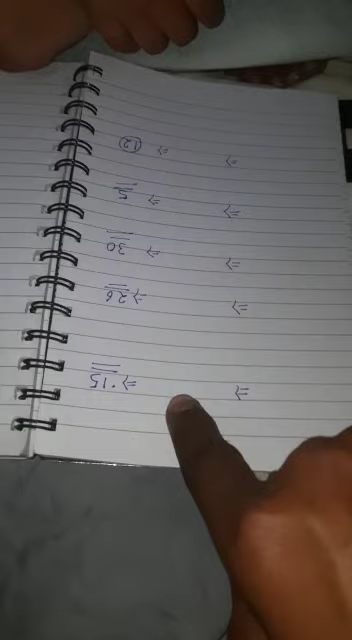 ⇒ ⇒ 15
⇒ ⇒ 26
⇒ ⇒ 30
⇒ ⇒ 5
⇒ ⇒ 12